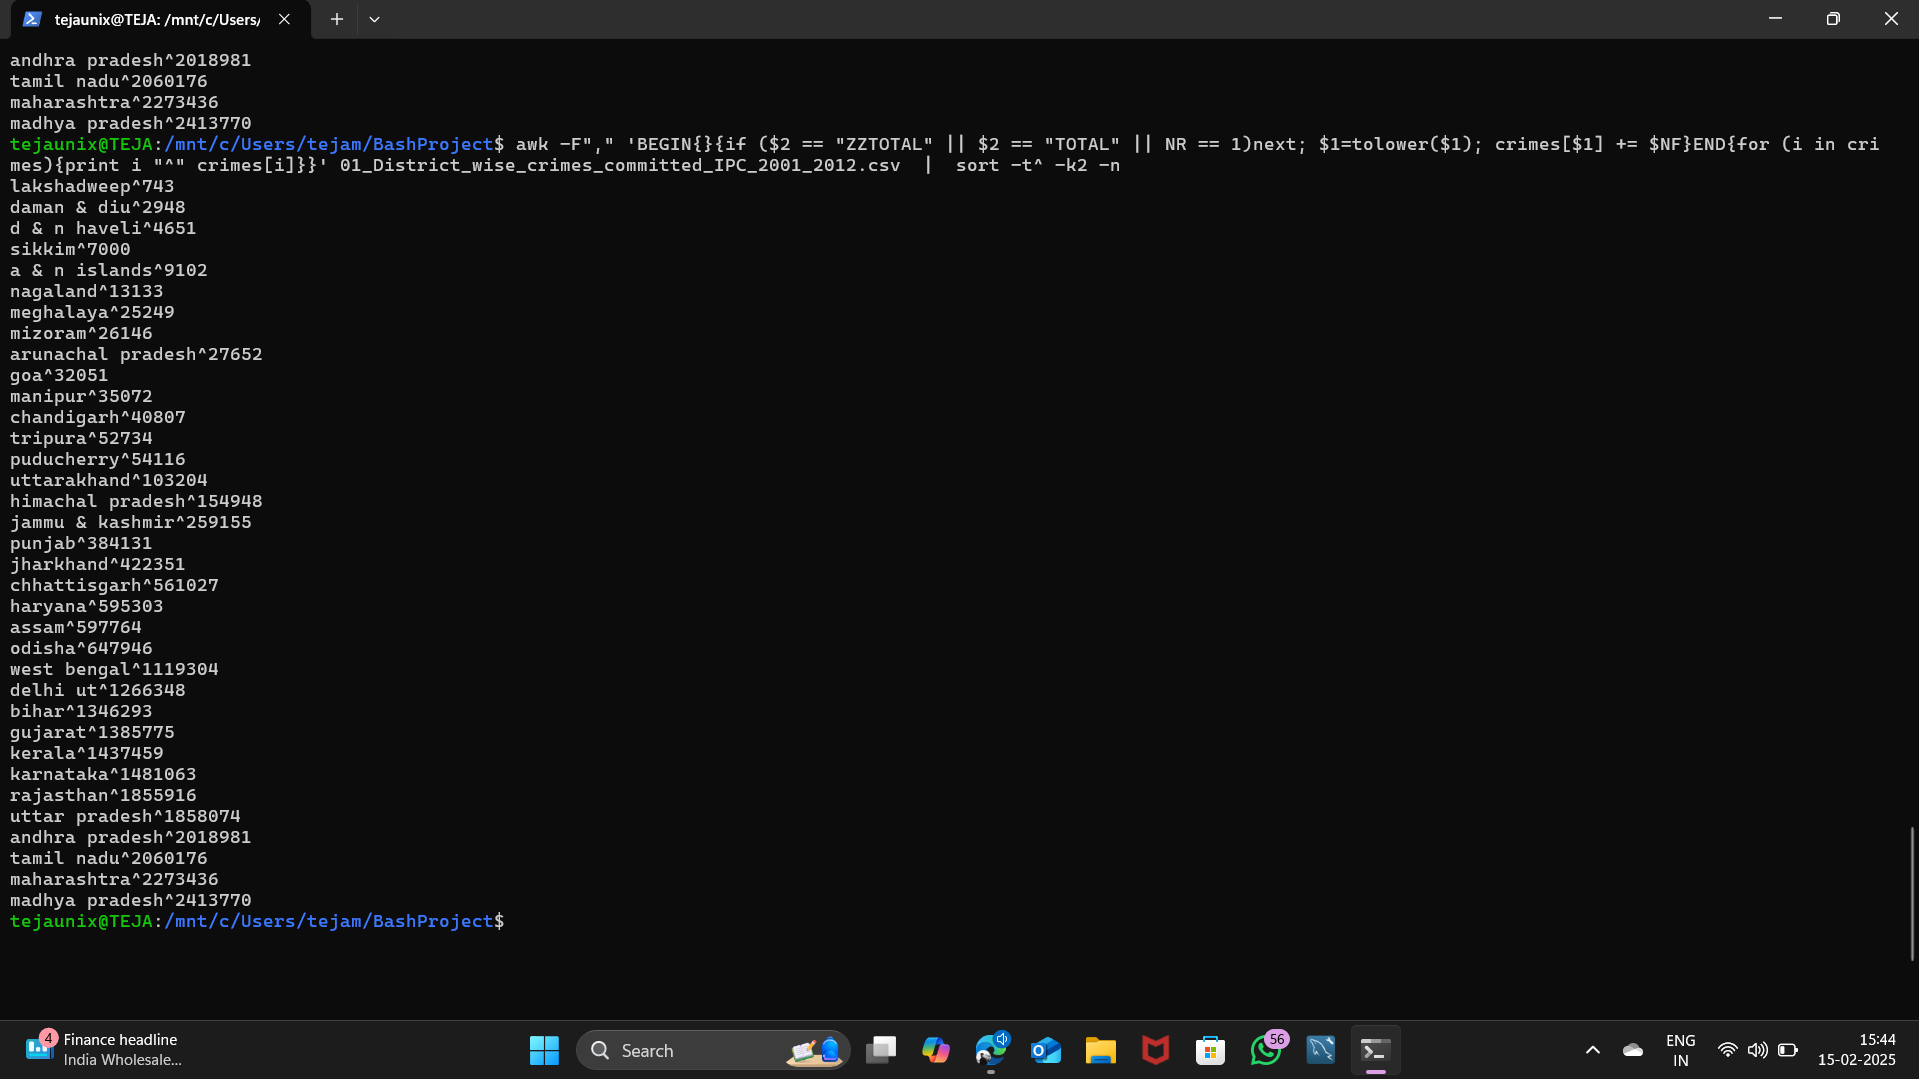 tejaunix@TEJA: /mnt/c/Users/
andhra pradesh^2018981
tamil nadu^2060176
maharashtra^2273436
madhya pradesh^2413770
tejaunix@TEJA:/mnt/c/Users/tejam/BashProject$ awk -F"," 'BEGIN{}{if ($2 == "ZZTOTAL" || $2 == "TOTAL" || NR == 1)next; $1=tolower($1); crimes[$1] += $NF}END{for (i in cri
mes){print i "^" crimes[i]}}' 01_District_wise_crimes_committed_IPC_2001_2012.csv  |  sort -t^ -k2 -n
lakshadweep^743
daman & diu^2948
d & n haveli^4651
sikkim^7000
a & n islands^9102
nagaland^13133
meghalaya^25249
mizoram^26146
arunachal pradesh^27652
goa^32051
manipur^35072
chandigarh^40807
tripura^52734
puducherry^54116
uttarakhand^103204
himachal pradesh^154948
jammu & kashmir^259155
punjab^384131
jharkhand^422351
chhattisgarh^561027
haryana^595303
assam^597764
odisha^647946
west bengal^1119304
delhi ut^1266348
bihar^1346293
gujarat^1385775
kerala^1437459
karnataka^1481063
rajasthan^1855916
uttar pradesh^1858074
andhra pradesh^2018981
tamil nadu^2060176
maharashtra^2273436
madhya pradesh^2413770
tejaunix@TEJA:/mnt/c/Users/tejam/BashProject$
4
Finance headline
India Wholesale...
Search
56
ENG
IN
15:44
15-02-2025